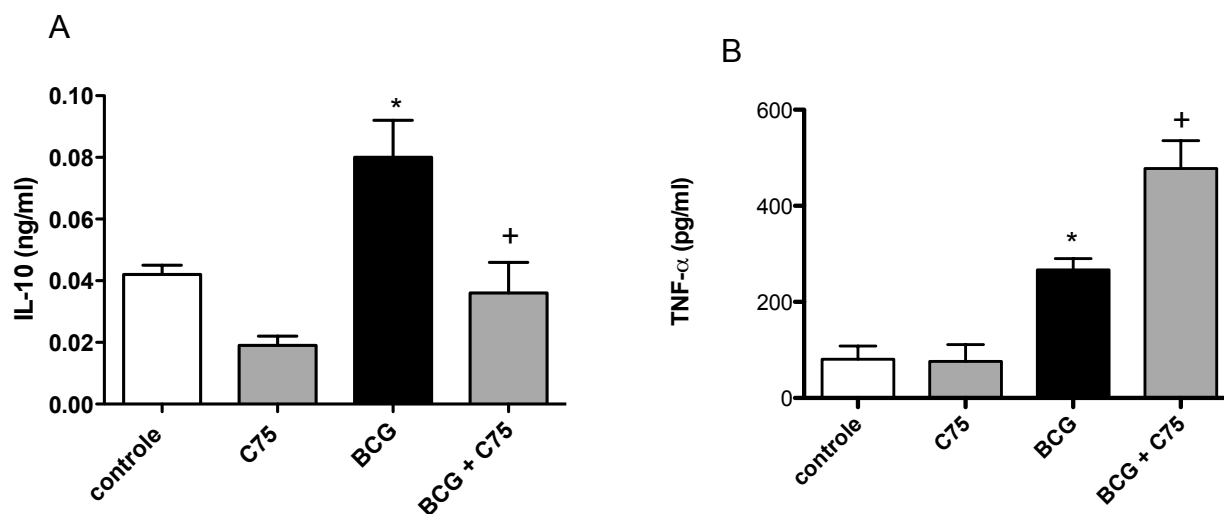 A
IL-10 (ng/ml)
0.10
0.08
0.06
0.04
0.02
0.00
*
+
controle
C75
BCG
BCG + C75
B
TNF-α (pg/ml)
600
400
200
0
*
+
controle
C75
BCG
BCG + C75